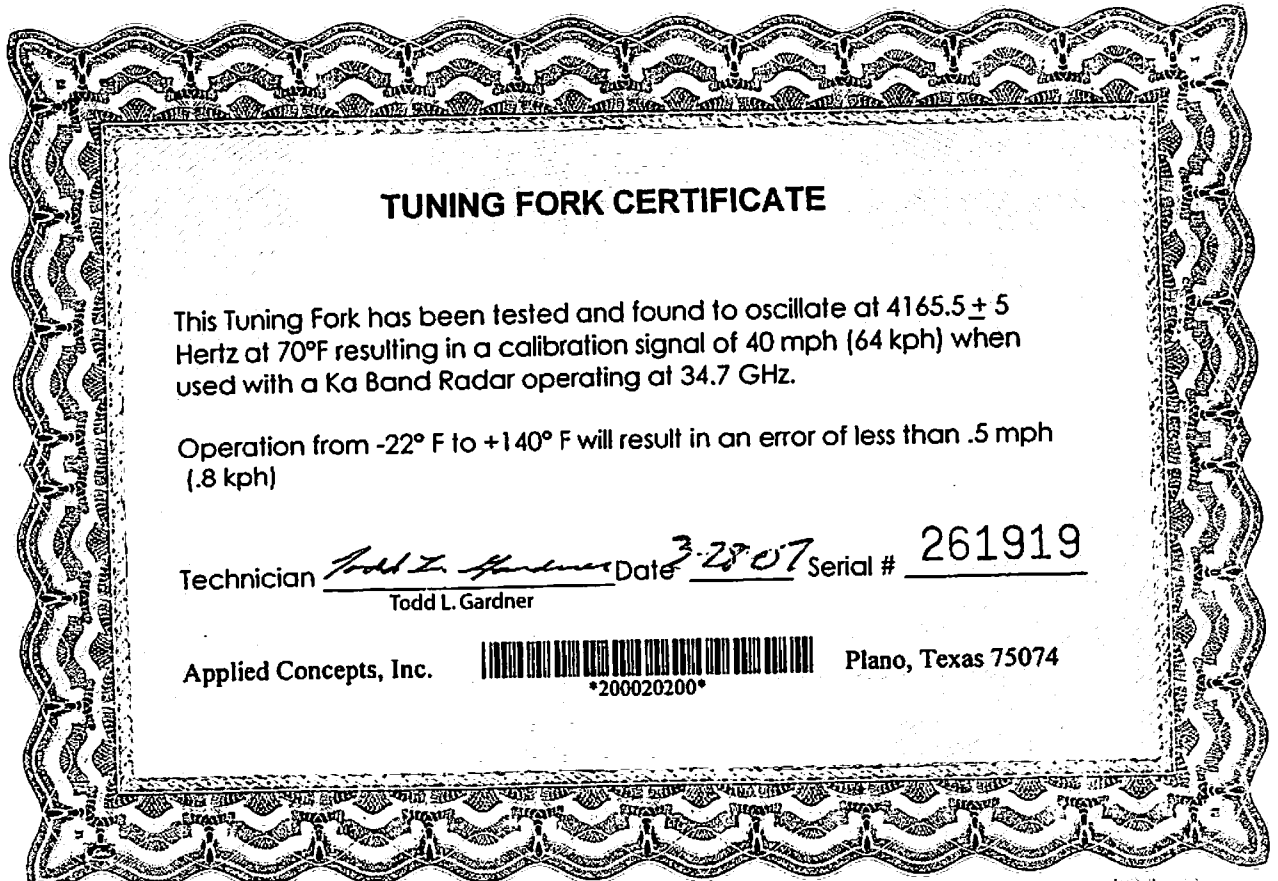 TUNING FORK CERTIFICATE
This Tuning Fork has been tested and found to oscillate at 4165.5 ± 5
Hertz at 70°F resulting in a calibration signal of 40 mph (64 kph) when
used with a Ka Band Radar operating at 34.7 GHz.
Operation from -22° F to +140° F will result in an error of less than .5 mph
(.8 kph)
Technician Todd L. Gardner Date 3-28-07 Serial # 261919
Todd L. Gardner
Applied Concepts, Inc. Plano, Texas 75074
*200020200*